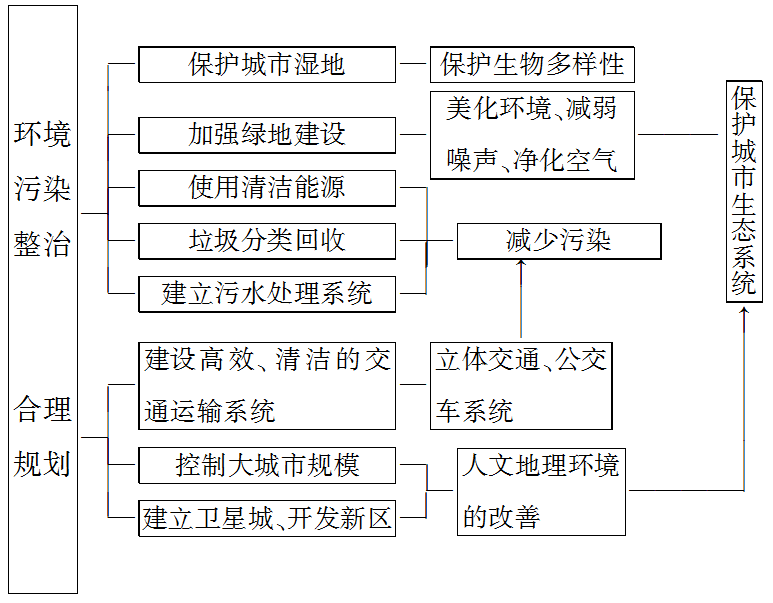 环境
污染
整治
合理
规划
保护城市湿地
保护生物多样性
加强绿地建设
美化环境、减弱
噪声、净化空气
使用清洁能源
垃圾分类回收
减少污染
建立污水处理系统
建设高效、清洁的交
通运输系统
立体交通、公交
车系统
控制大城市规模
建立卫星城、开发新区
人文地理环境
的改善
保护城市生态系统